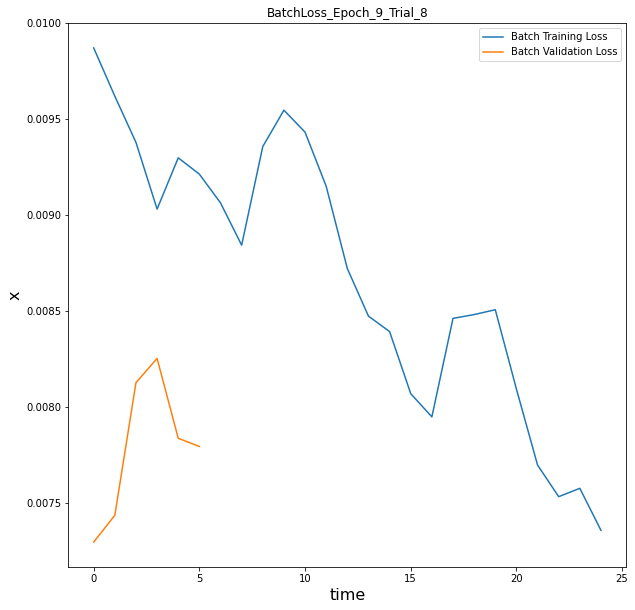 BatchLoss_Epoch_9_Trial_8
Batch Training Loss
Batch Validation Loss
0.0100
0.0095
0.0090
0.0085
0.0080
0.0075
x
0 5 10 15 20 25
time